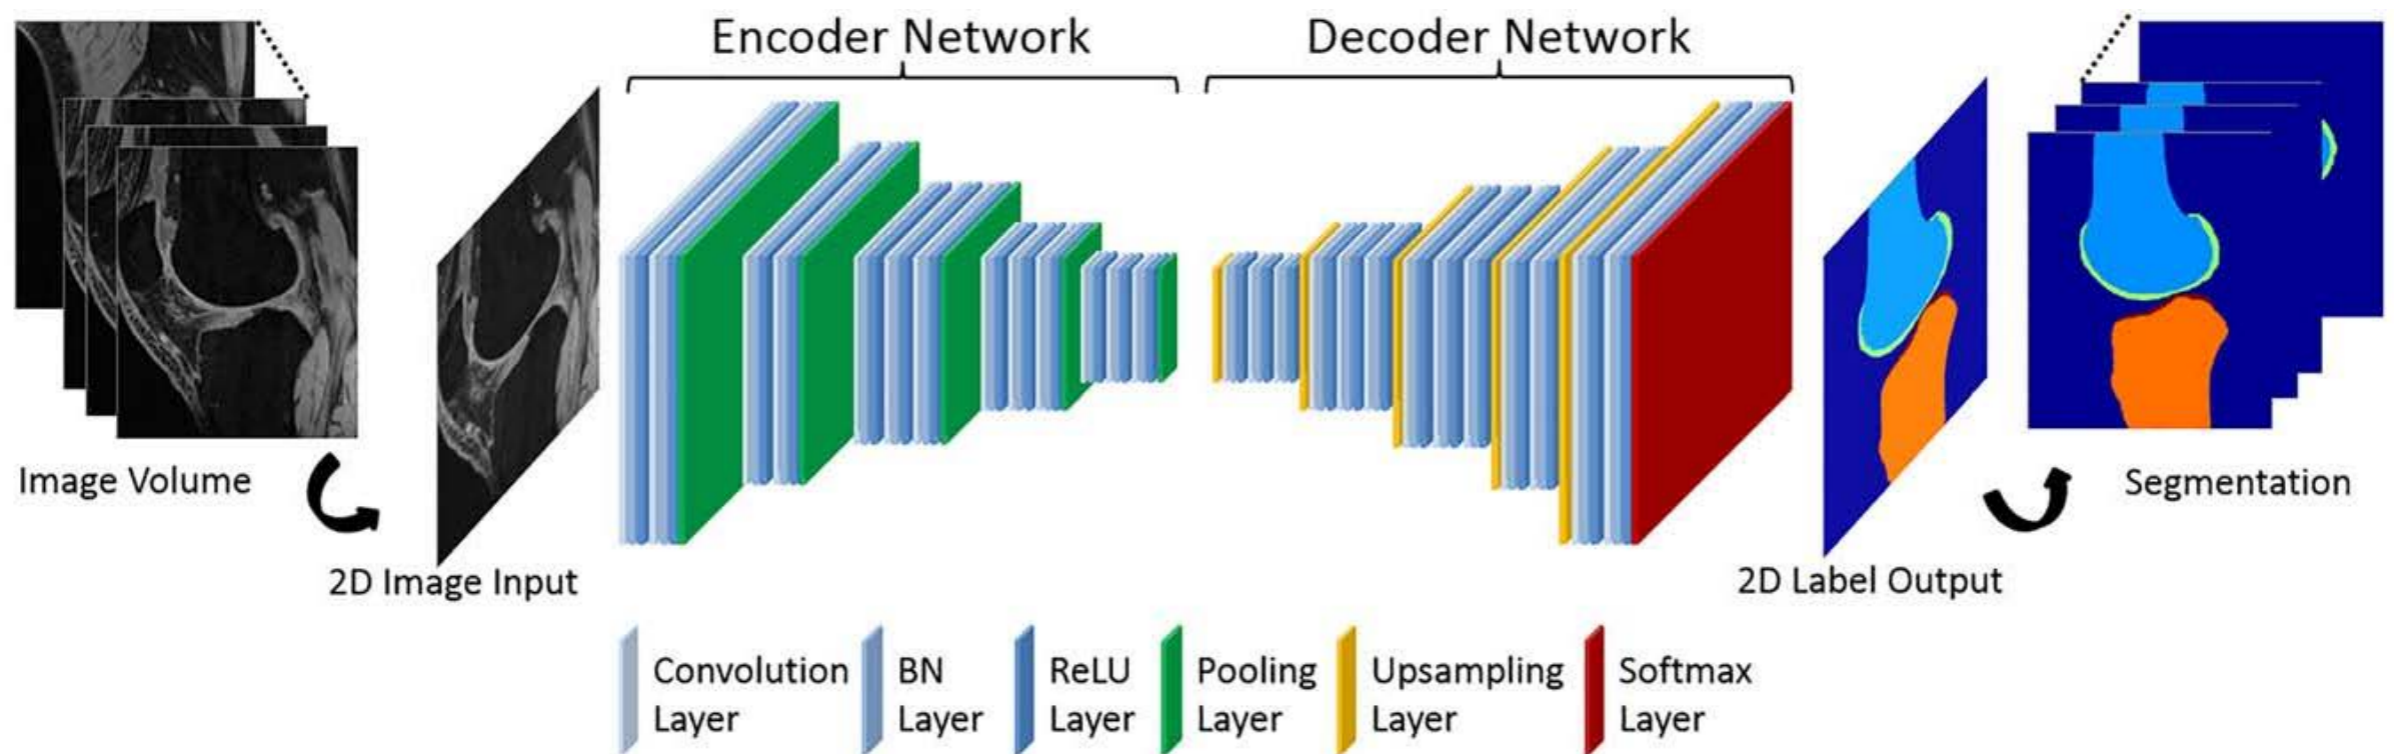 Encoder Network
Decoder Network
Image Volume
2D Image Input
2D Label Output
Segmentation
Convolution
Layer
BN
Layer
ReLU
Layer
Pooling
Layer
Upsampling
Layer
Softmax
Layer